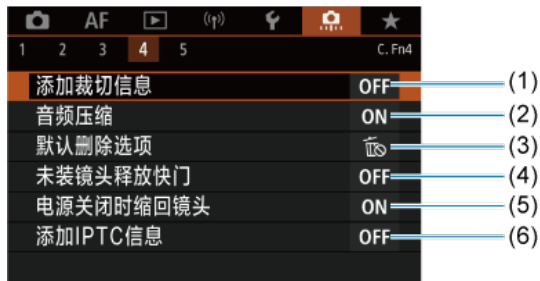 AF
1 2 3 4 5 C.Fn4
添加裁切信息 OFF (1)
音频压缩 ON (2)
默认删除选项 (3)
未装镜头释放快门 OFF (4)
电源关闭时缩回镜头 ON (5)
添加IPTC信息 OFF (6)